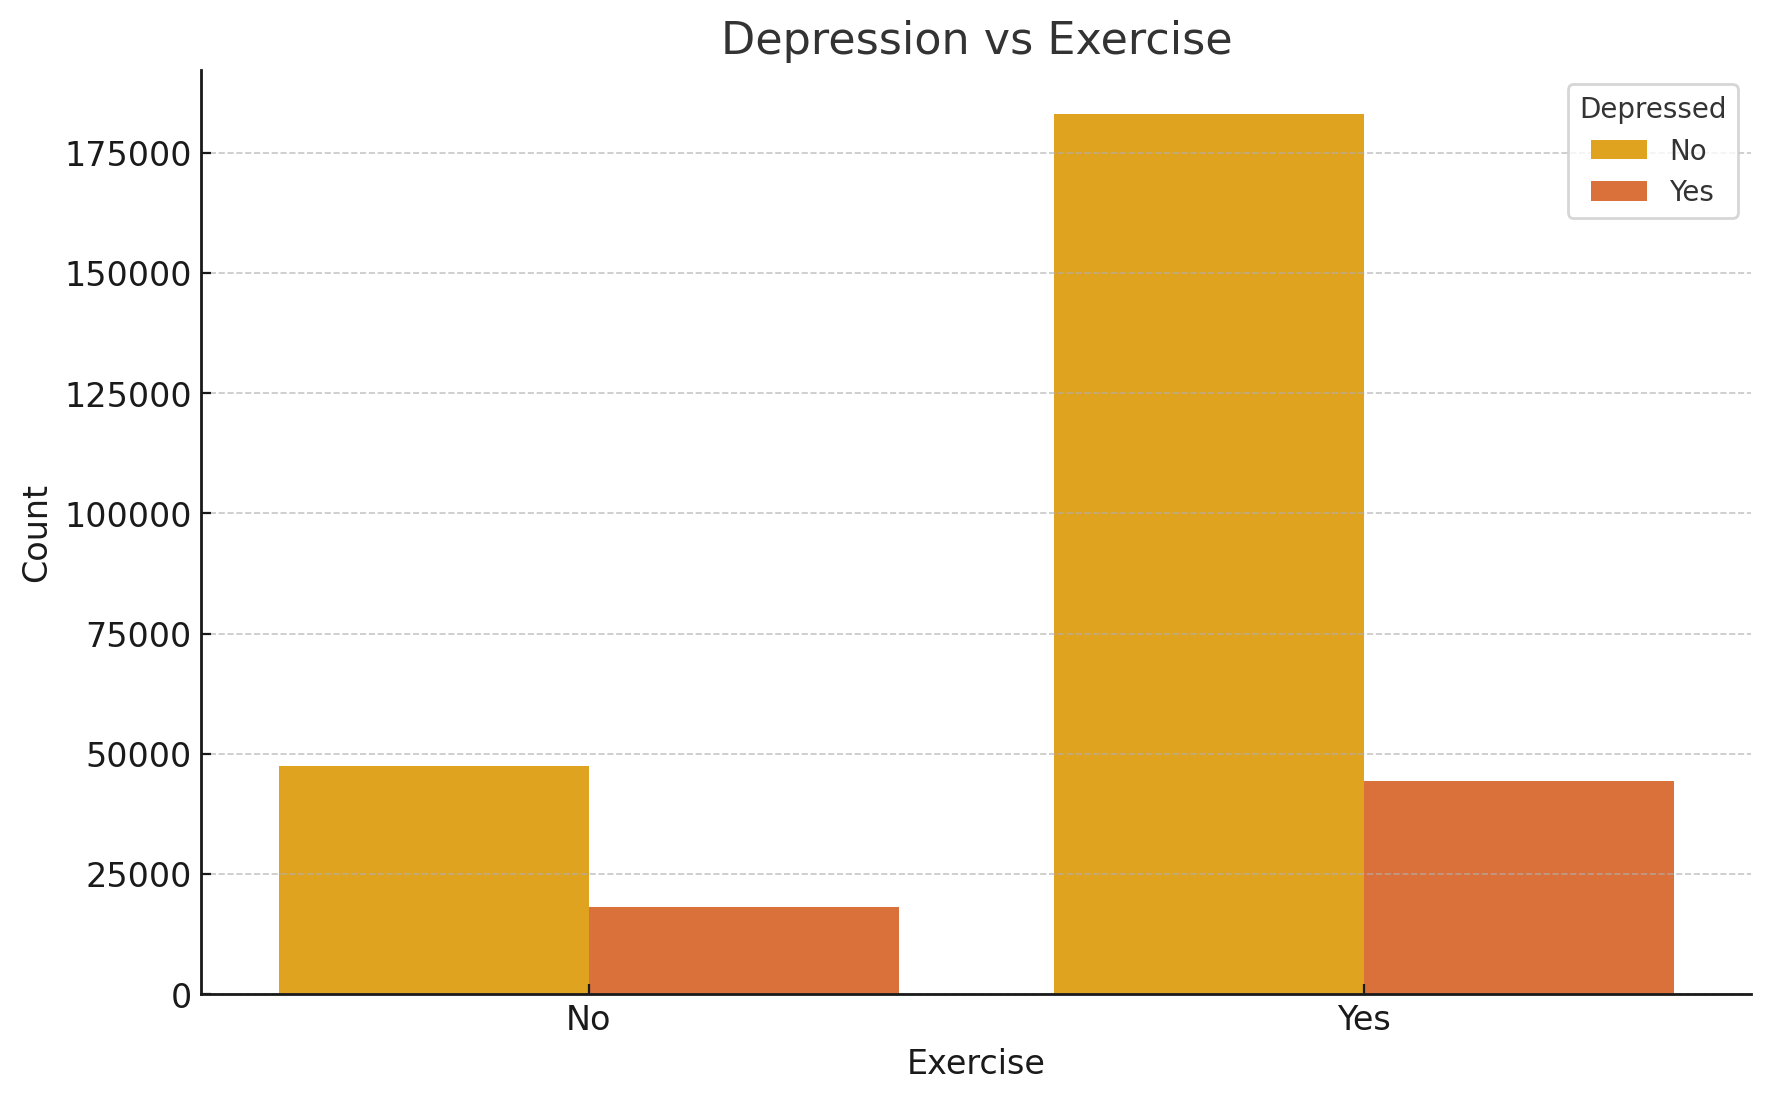 Depression vs Exercise
Depressed
No
Yes
175000
150000
125000
100000
75000
50000
25000
0
Count
No
Yes
Exercise